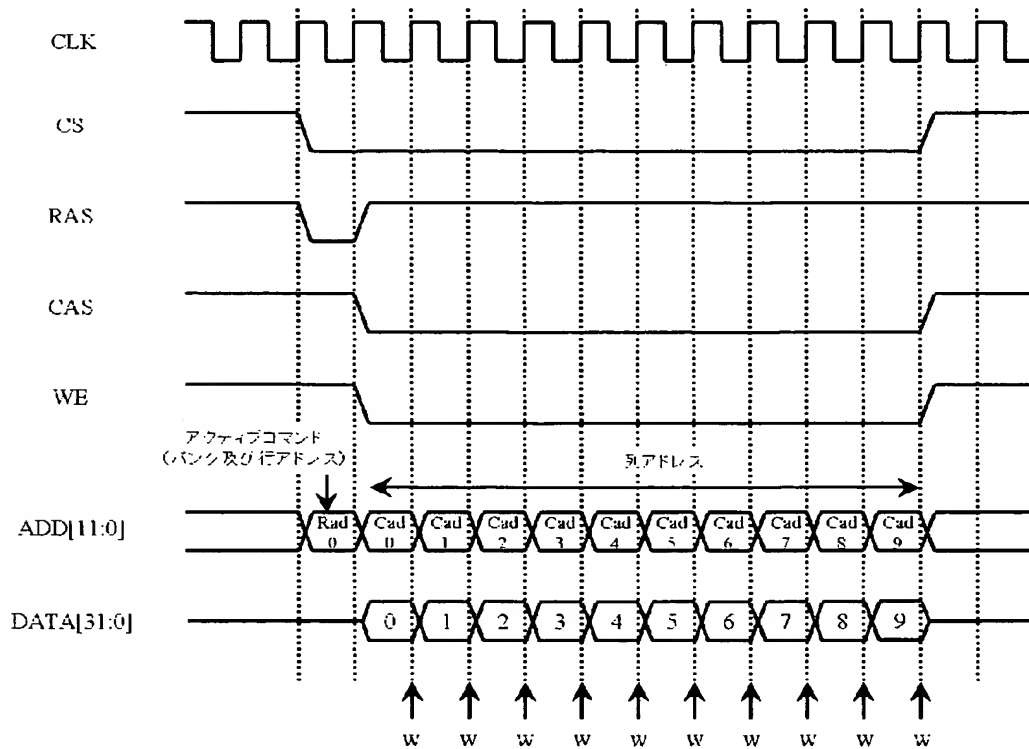 CLK
CS
RAS
CAS
WE
アクティブコマンド
(バンク及び行アドレス)
列アドレス
ADD[11:0]
Rad Cad Cad Cad Cad Cad Cad Cad Cad Cad Cad
0 0 1 2 3 4 5 6 7 8 9
DATA[31:0]
0 1 2 3 4 5 6 7 8 9
W W W W W W W W W W